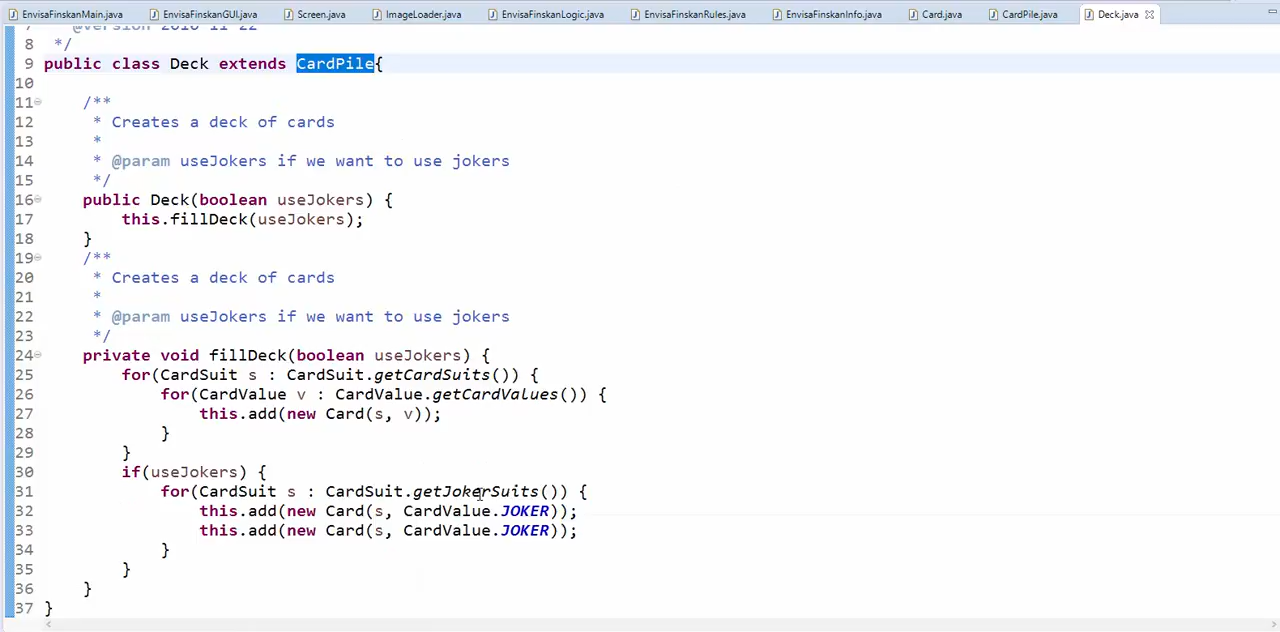 EnvisaFinskanMain.java EnvisaFinskanGUI.java Screen.java ImageLoader.java EnvisaFinskanLogic.java EnvisaFinskanRules.java EnvisaFinskanInfo.java Card.java CardPile.java Deck.java
7 * @version 2016-11-22
8 */
9 public class Deck extends CardPile{
10
11 /**
12 * Creates a deck of cards
13 *
14 * @param useJokers if we want to use jokers
15 */
16 public Deck(boolean useJokers) {
17 this.fillDeck(useJokers);
18 }
19 /**
20 * Creates a deck of cards
21 *
22 * @param useJokers if we want to use jokers
23 */
24 private void fillDeck(boolean useJokers) {
25 for(CardSuit s : CardSuit.getCardSuits()) {
26 for(CardValue v : CardValue.getCardValues()) {
27 this.add(new Card(s, v));
28 }
29 }
30 if(useJokers) {
31 for(CardSuit s : CardSuit.getJokerSuits()) {
32 this.add(new Card(s, CardValue.JOKER));
33 this.add(new Card(s, CardValue.JOKER));
34 }
35 }
36 }
37 }